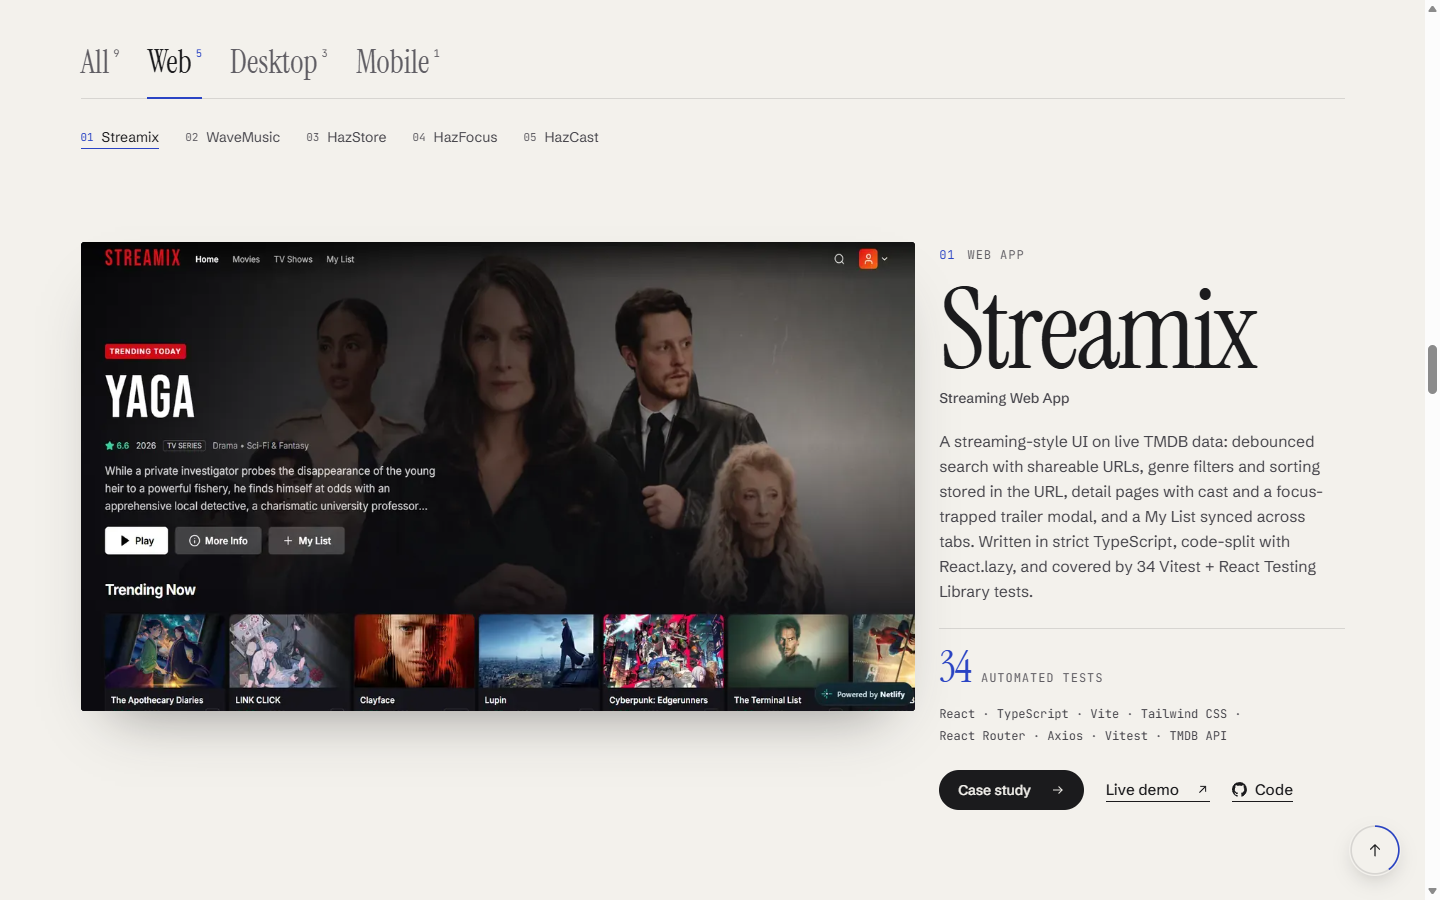 All 9
Web 5
Desktop 3
Mobile 1
01 Streamix
02 WaveMusic
03 HazStore
04 HazFocus
05 HazCast
STREAMIX
Home
Movies
TV Shows
My List
TRENDING TODAY
YAGA
6.6 2026 TV SERIES Drama • Sci-Fi & Fantasy
While a private investigator probes the disappearance of the young
heir to a powerful fishery, he finds himself at odds with an
apprehensive local detective, a charismatic university professor...
Play
More Info
My List
Trending Now
The Apothecary Diaries
LINK CLICK
Clayface
Lupin
Cyberpunk: Edgerunners
The Terminal List
Powered by Netlify
01 WEB APP
Streamix
Streaming Web App
A streaming-style UI on live TMDB data: debounced
search with shareable URLs, genre filters and sorting
stored in the URL, detail pages with cast and a focus-
trapped trailer modal, and a My List synced across
tabs. Written in strict TypeScript, code-split with
React.lazy, and covered by 34 Vitest + React Testing
Library tests.
34 AUTOMATED TESTS
React · TypeScript · Vite · Tailwind CSS ·
React Router · Axios · Vitest · TMDB API
Case study
Live demo
Code